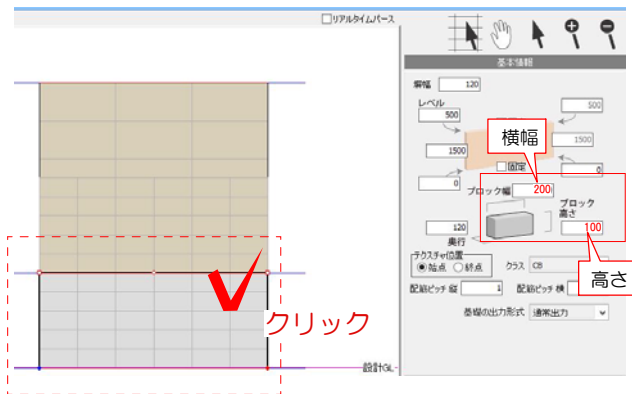 リアルタイムパース
基本情報
塀幅 120
レベル
500
500
横幅
1500
1500
固定
0
0
ブロック幅 200
ブロック
高さ
120
100
奥行
テクスチャ位置
始点 終点
クラス CB
高さ
配筋ピッチ 縦 1 配筋ピッチ 横
基礎の出力形式 通常出力
クリック
設計GL-